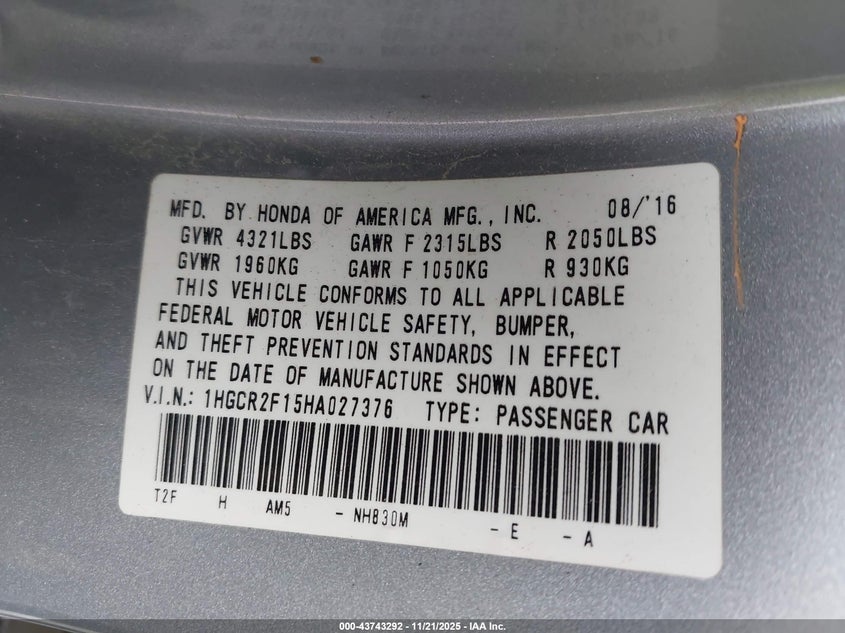 MFD. BY HONDA OF AMERICA MFG., INC. 08/'16
GVWR 4321LBS GAWR F 2315LBS R 2050LBS
GVWR 1960KG GAWR F 1050KG R 930KG
THIS VEHICLE CONFORMS TO ALL APPLICABLE
FEDERAL MOTOR VEHICLE SAFETY, BUMPER,
AND THEFT PREVENTION STANDARDS IN EFFECT
ON THE DATE OF MANUFACTURE SHOWN ABOVE.
V.I.N.: 1HGCR2F15HA027376 TYPE: PASSENGER CAR
T2F H AM5 - NH830M - E - A
000-43743292 - 11/21/2025 - IAA Inc.